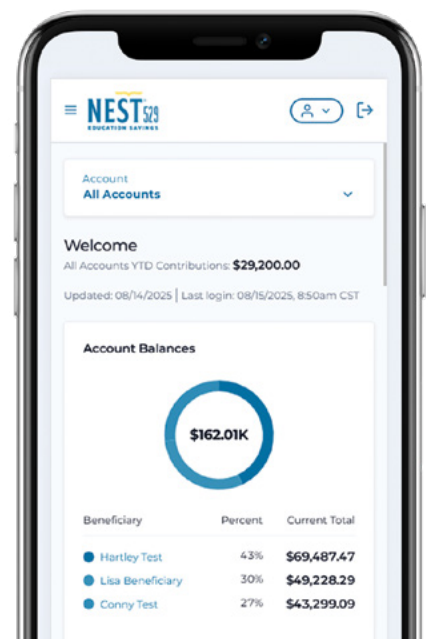 NEST 529
EDUCATION SAVINGS
Account
All Accounts
Welcome
All Accounts YTD Contributions: $29,200.00
Updated: 08/14/2025 | Last login: 08/15/2025, 8:50am CST
Account Balances
$162.01K
Beneficiary Percent Current Total
Hartley Test 43% $69,487.47
Lisa Beneficiary 30% $49,228.29
Conny Test 27% $43,299.09